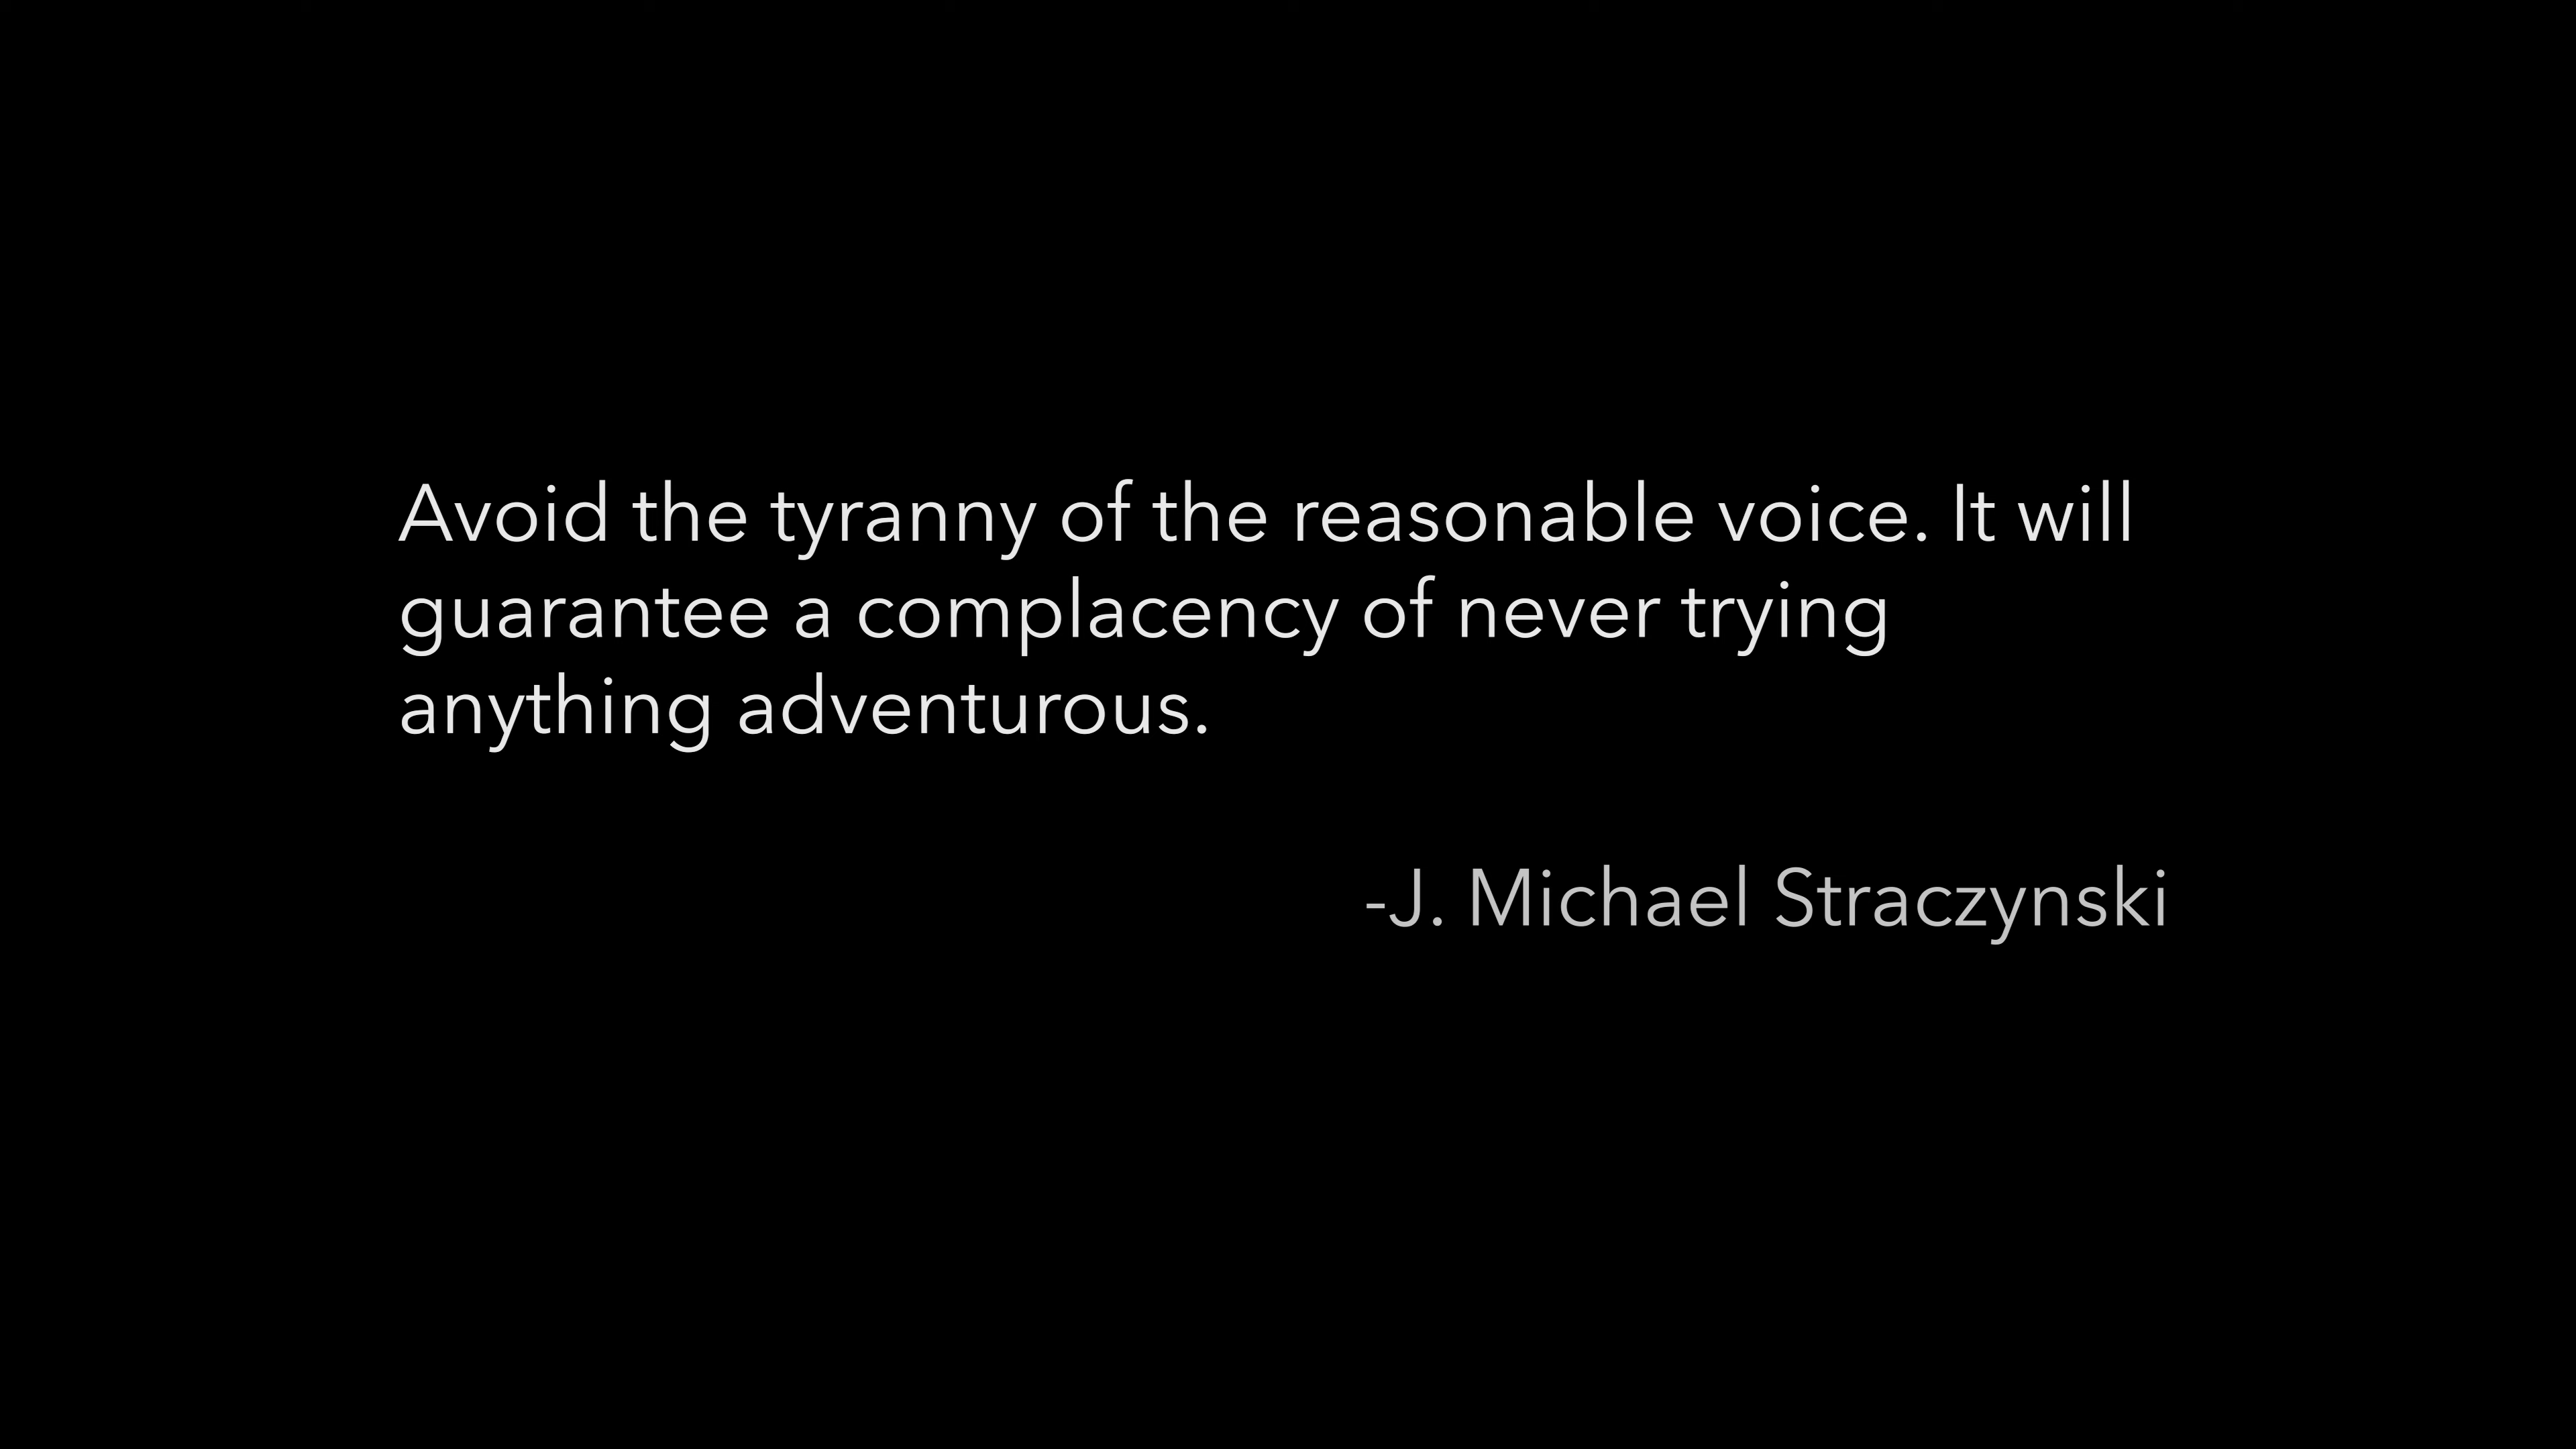 Avoid the tyranny of the reasonable voice. It will
guarantee a complacency of never trying
anything adventurous.
-J. Michael Straczynski